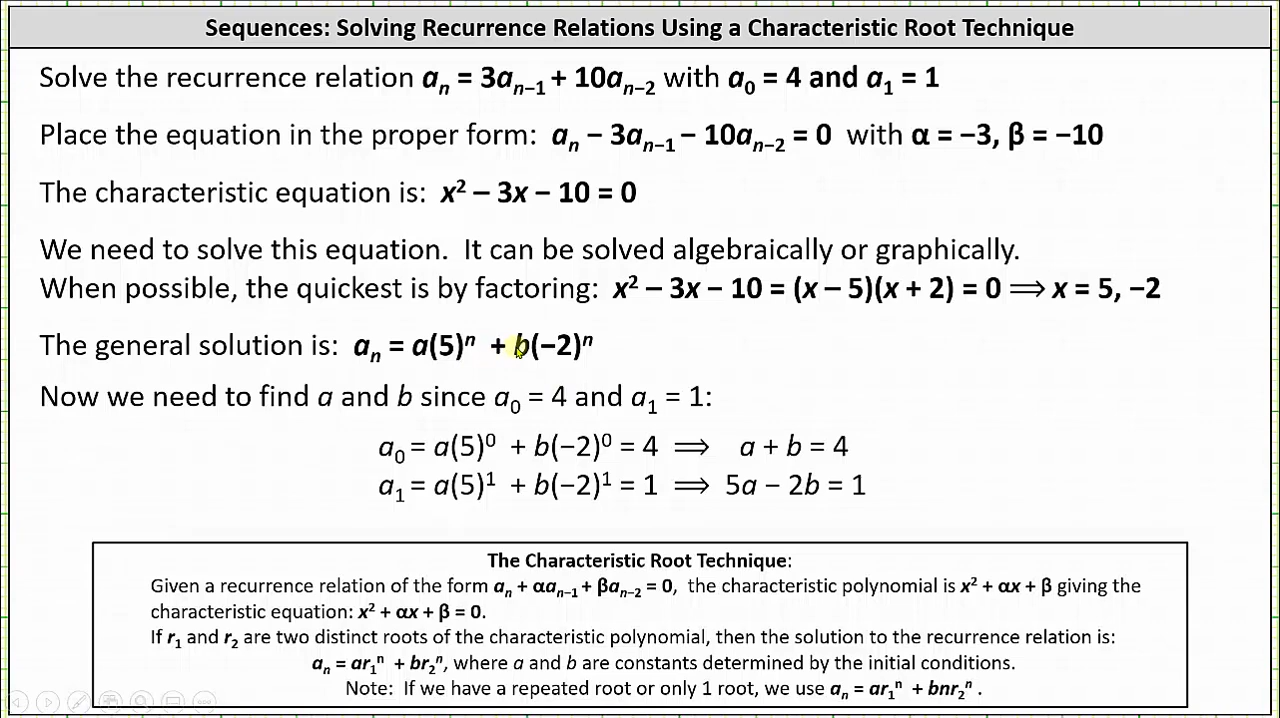 Sequences: Solving Recurrence Relations Using a Characteristic Root Technique
Solve the recurrence relation aₙ = 3aₙ₋₁ + 10aₙ₋₂ with a₀ = 4 and a₁ = 1
Place the equation in the proper form: aₙ − 3aₙ₋₁ − 10aₙ₋₂ = 0 with α = −3, β = −10
The characteristic equation is: x² − 3x − 10 = 0
We need to solve this equation. It can be solved algebraically or graphically.
When possible, the quickest is by factoring: x² − 3x − 10 = (x − 5)(x + 2) = 0 ⟹ x = 5, −2
The general solution is: aₙ = a(5)ⁿ + b(−2)ⁿ
Now we need to find a and b since a₀ = 4 and a₁ = 1:
a₀ = a(5)⁰ + b(−2)⁰ = 4 ⟹ a + b = 4
a₁ = a(5)¹ + b(−2)¹ = 1 ⟹ 5a − 2b = 1
The Characteristic Root Technique:
Given a recurrence relation of the form aₙ + αaₙ₋₁ + βaₙ₋₂ = 0, the characteristic polynomial is x² + αx + β giving the
characteristic equation: x² + αx + β = 0.
If r₁ and r₂ are two distinct roots of the characteristic polynomial, then the solution to the recurrence relation is:
aₙ = ar₁ⁿ + br₂ⁿ, where a and b are constants determined by the initial conditions.
Note: If we have a repeated root or only 1 root, we use aₙ = ar₁ⁿ + bnr₂ⁿ .